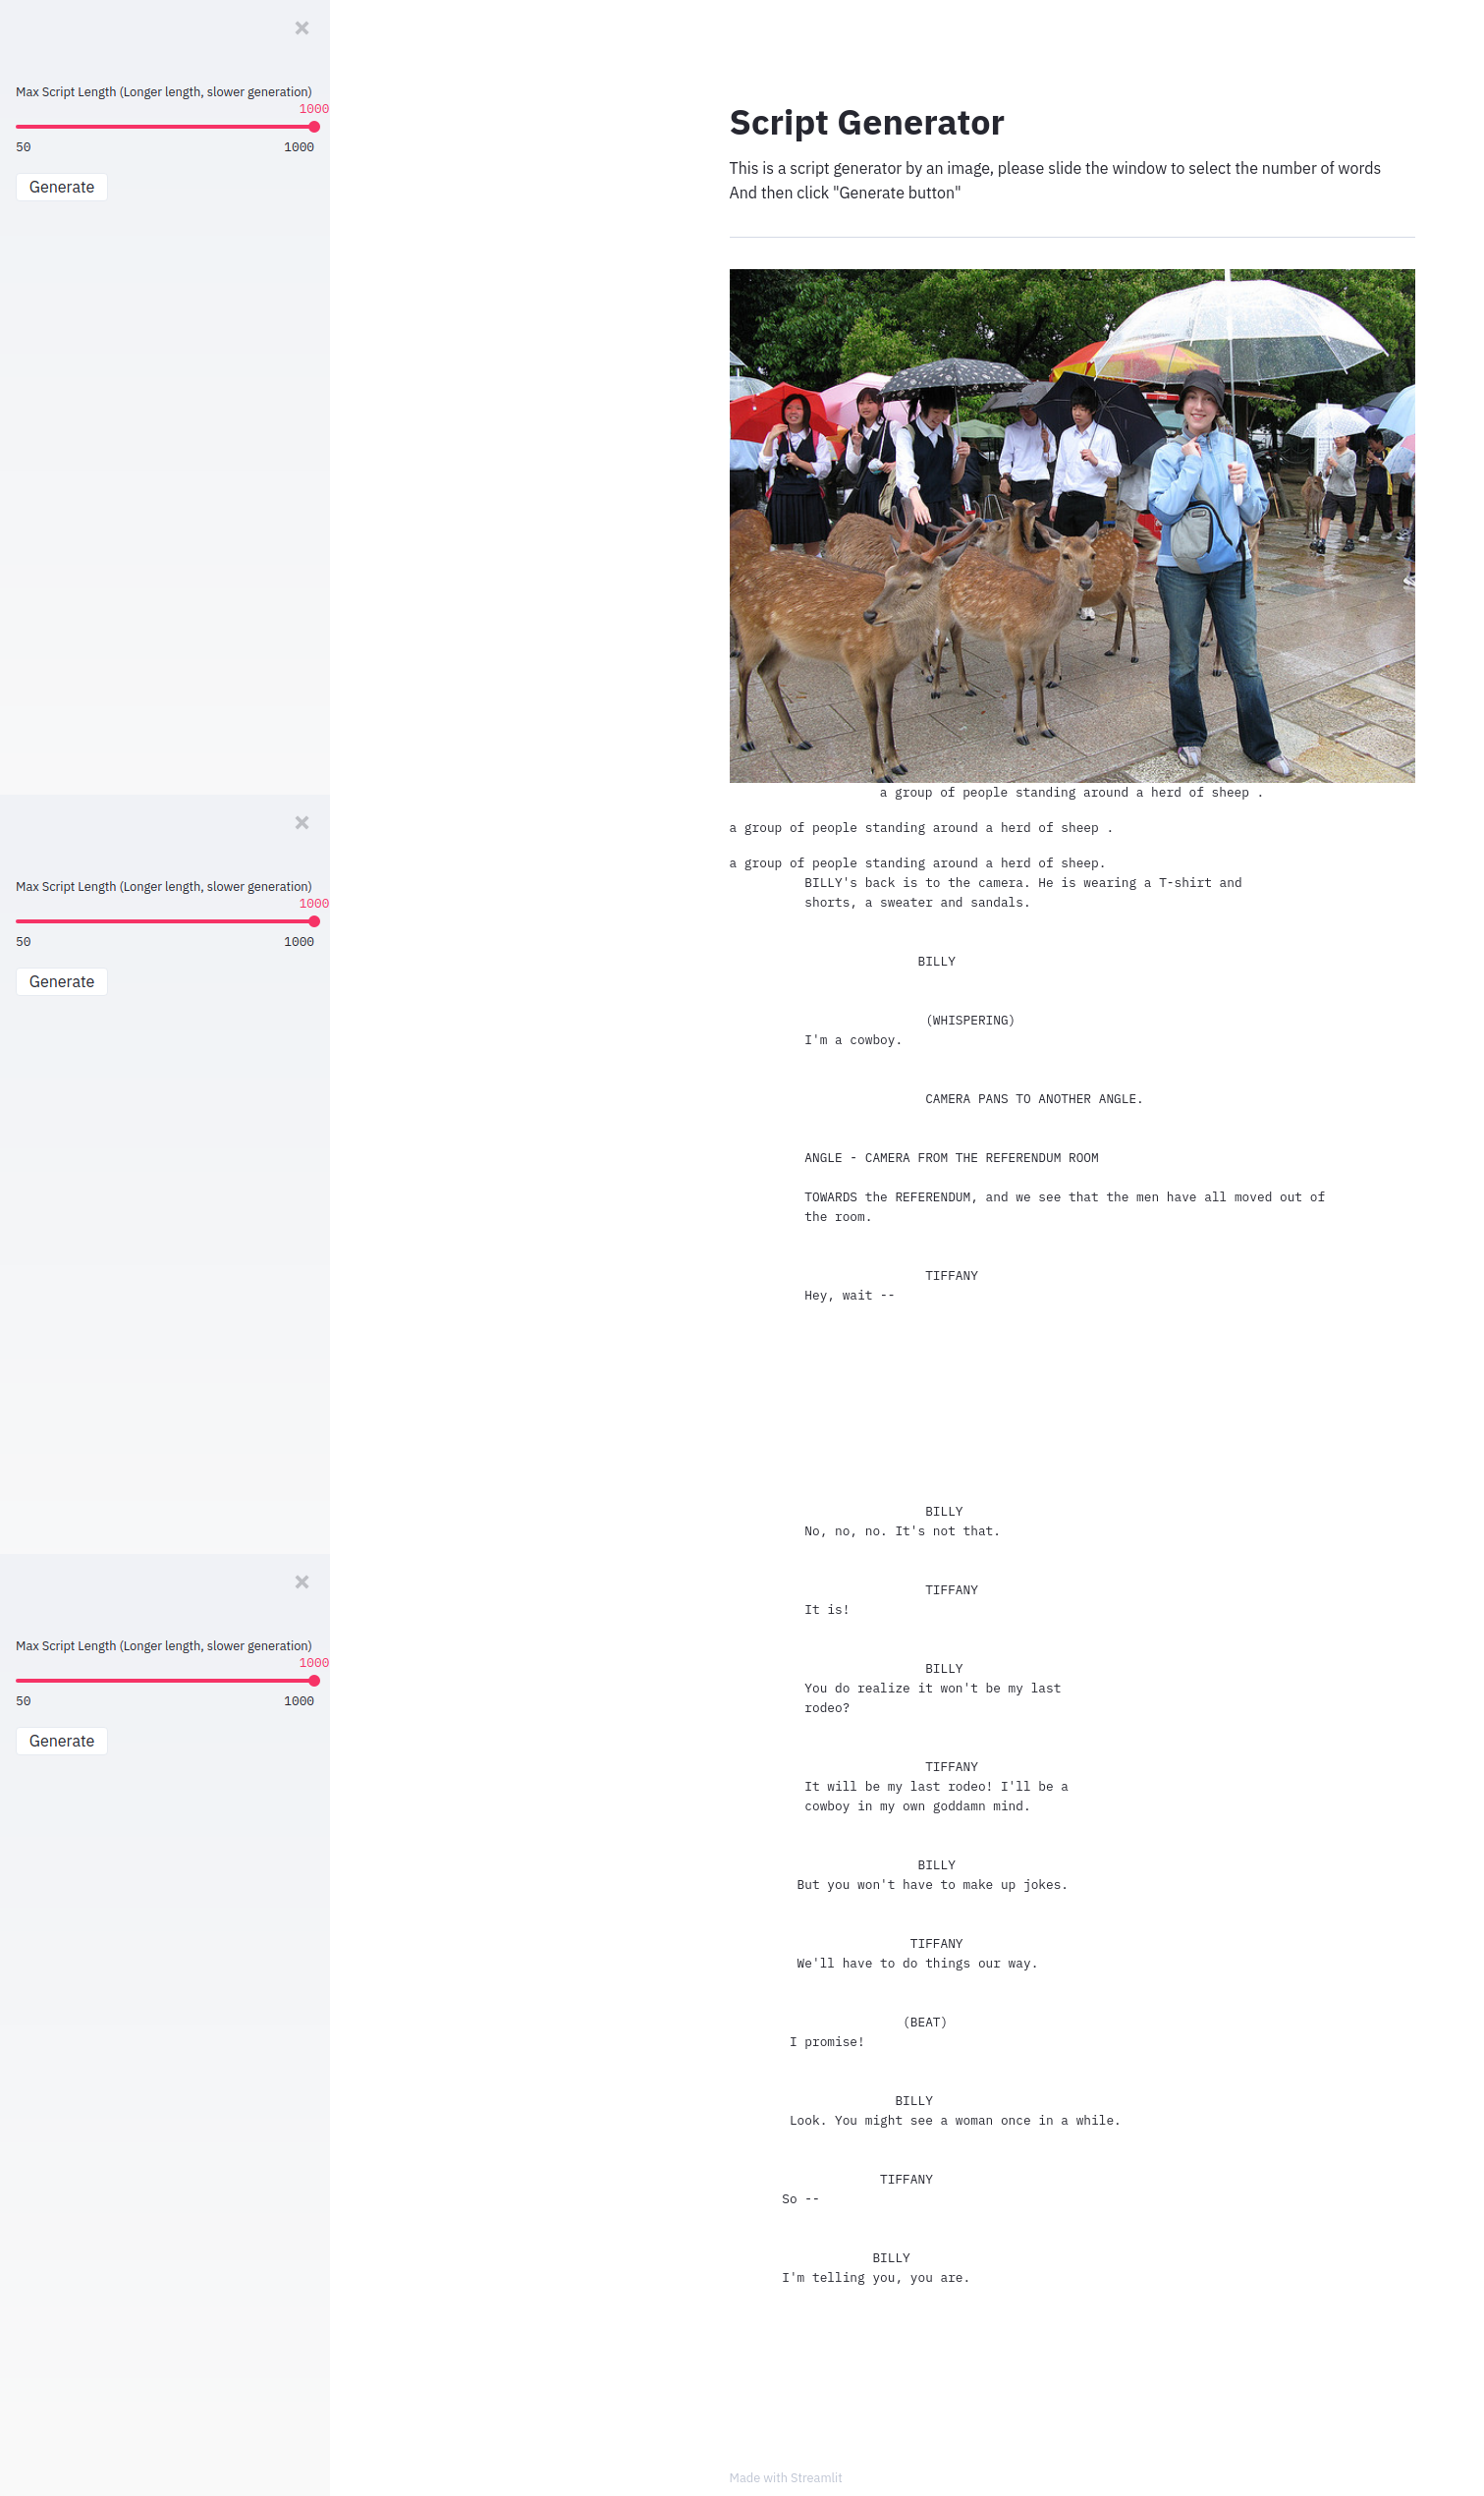 ×
Max Script Length (Longer length, slower generation)
1000
50 1000
Generate
Script Generator
This is a script generator by an image, please slide the window to select the number of words
And then click "Generate button"
a group of people standing around a herd of sheep .
×
a group of people standing around a herd of sheep .
a group of people standing around a herd of sheep.
BILLY's back is to the camera. He is wearing a T-shirt and
shorts, a sweater and sandals.
Max Script Length (Longer length, slower generation)
1000
50 1000
Generate
BILLY
(WHISPERING)
I'm a cowboy.
CAMERA PANS TO ANOTHER ANGLE.
ANGLE - CAMERA FROM THE REFERENDUM ROOM
TOWARDS the REFERENDUM, and we see that the men have all moved out of
the room.
TIFFANY
Hey, wait --
BILLY
No, no, no. It's not that.
×
TIFFANY
It is!
Max Script Length (Longer length, slower generation)
1000
50 1000
Generate
BILLY
You do realize it won't be my last
rodeo?
TIFFANY
It will be my last rodeo! I'll be a
cowboy in my own goddamn mind.
BILLY
But you won't have to make up jokes.
TIFFANY
We'll have to do things our way.
(BEAT)
I promise!
BILLY
Look. You might see a woman once in a while.
TIFFANY
So --
BILLY
I'm telling you, you are.
Made with Streamlit